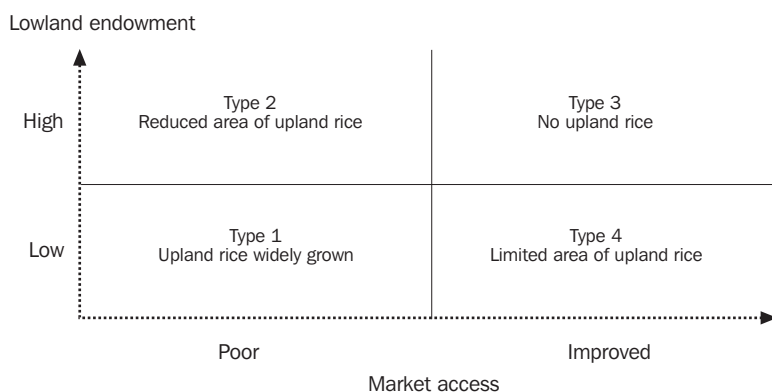 Lowland endowment
High
Type 2
Reduced area of upland rice
Type 3
No upland rice
Low
Type 1
Upland rice widely grown
Type 4
Limited area of upland rice
Poor
Improved
Market access